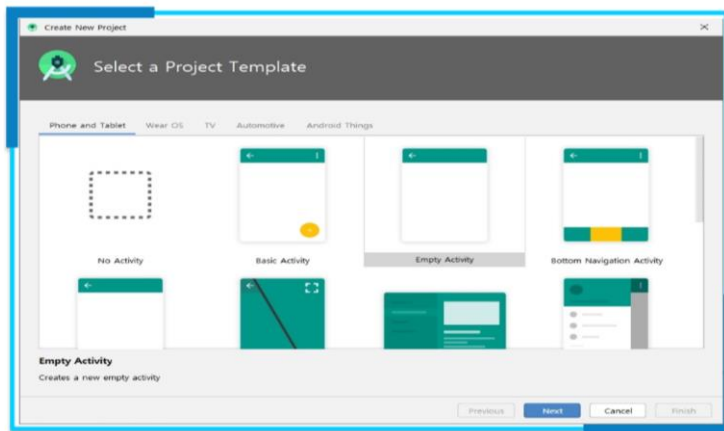 Create New Project
Select a Project Template
Phone and Tablet Wear OS TV Automotive Android Things
No Activity Basic Activity Empty Activity Bottom Navigation Activity
Empty Activity
Creates a new empty activity
Previous Next Cancel Finish